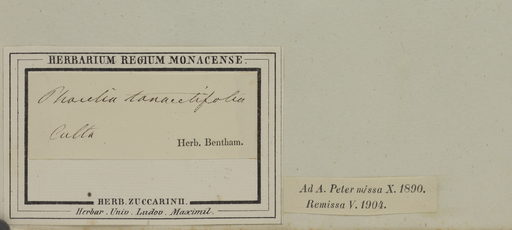 HERBARIUM REGIUM MONACENSE.
Phacelia tanacetifolia
Culta
Herb. Bentham.
HERB. ZUCCARINII.
Herbar. Univ. Ludov. Maximil.
Ad A. Peter missa X. 1890.
Remissa V. 1904.